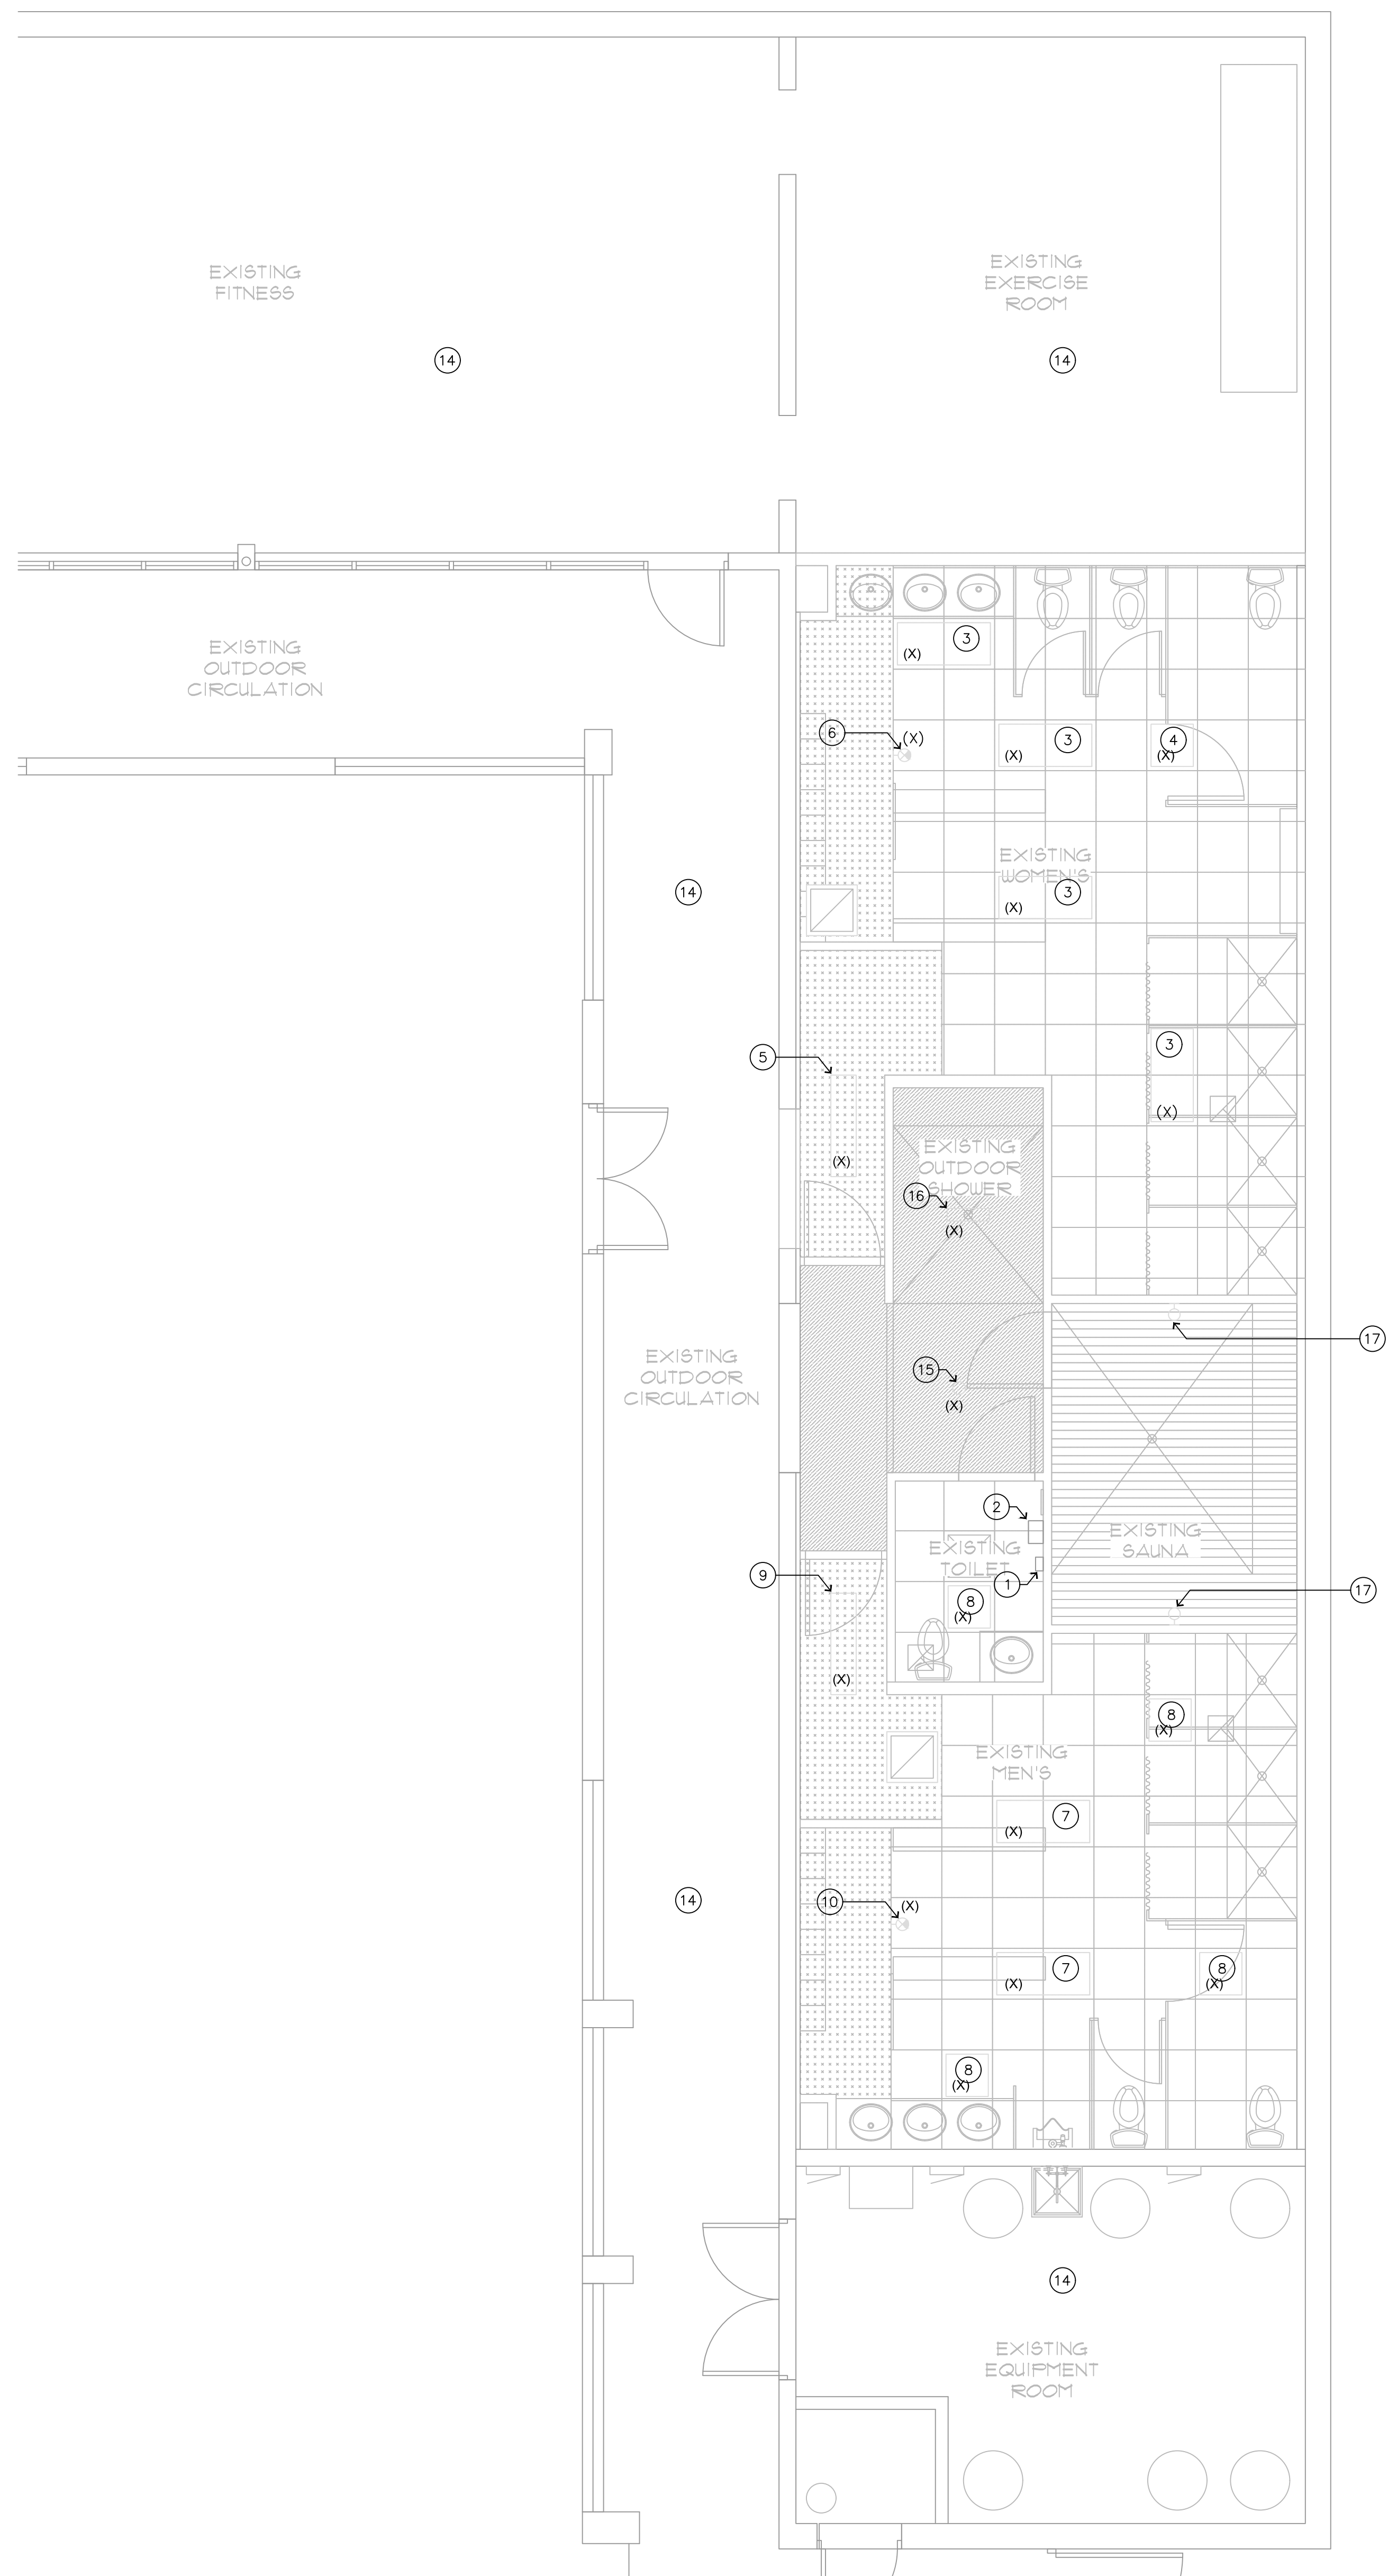 EXISTING
FITNESS
EXISTING
EXERCISE
ROOM
14
14
EXISTING
OUTDOOR
CIRCULATION
3
(X)
6
(X)
3
(X)
4
(X)
EXISTING
WOMEN'S
14
3
(X)
5
(X)
3
(X)
EXISTING
OUTDOOR
SHOWER
16
(X)
17
EXISTING
OUTDOOR
CIRCULATION
15
(X)
2
EXISTING
TOILET
1
EXISTING
SAUNA
9
(X)
8
(X)
17
8
(X)
EXISTING
MEN'S
7
(X)
14
10
(X)
7
(X)
8
(X)
8
(X)
14
EXISTING
EQUIPMENT
ROOM